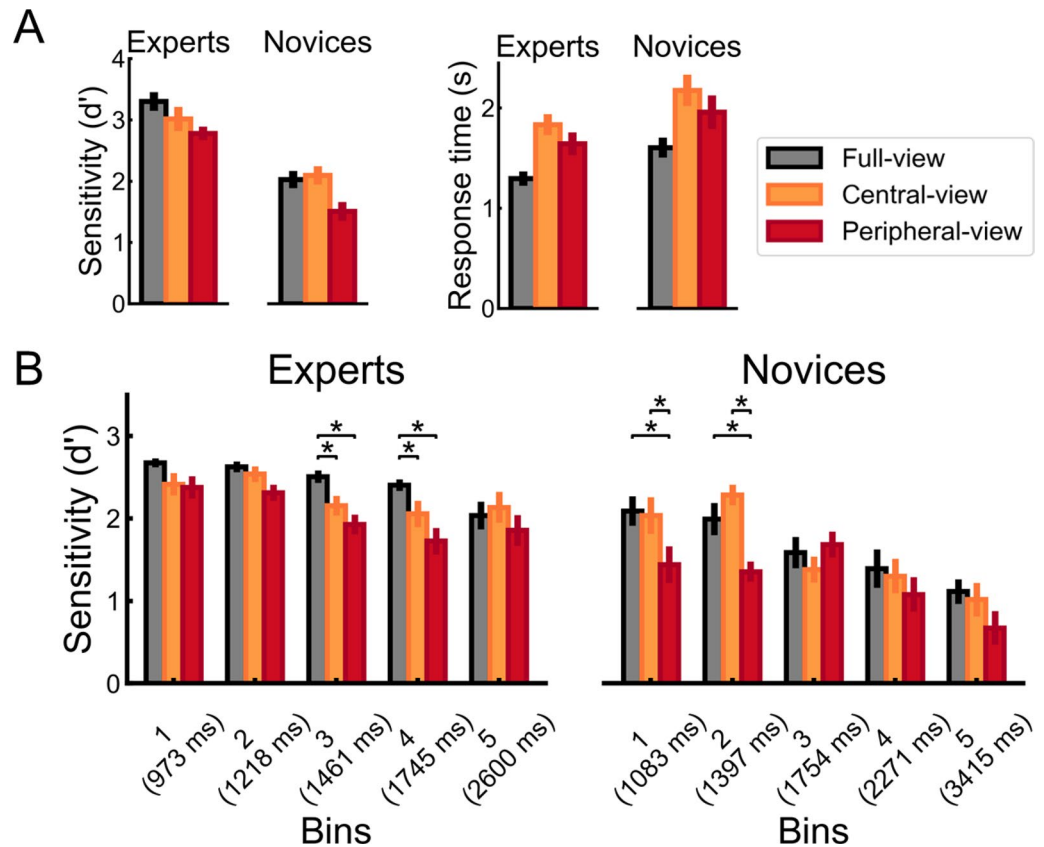 A
Experts Novices
Sensitivity (d')
4
3
2
1
0
Experts Novices
Response time (s)
2
1
0
Full-view
Central-view
Peripheral-view
B
Experts
Novices
Sensitivity (d')
3
2
1
0
* *
* *
* *
* *
1
(973 ms)
2
(1218 ms)
3
(1461 ms)
4
(1745 ms)
5
(2600 ms)
Bins
1
(1083 ms)
2
(1397 ms)
3
(1754 ms)
4
(2271 ms)
5
(3415 ms)
Bins